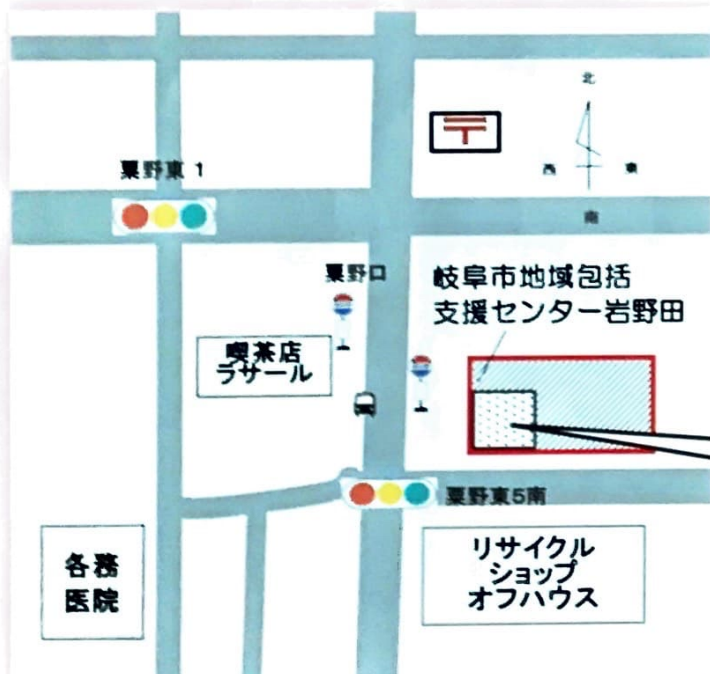 北
西
東
南
粟野東 1
粟野口
岐阜市地域包括
支援センター岩野田
喫茶店
ラサール
粟野東5南
各務
医院
リサイクル
ショップ
オフハウス